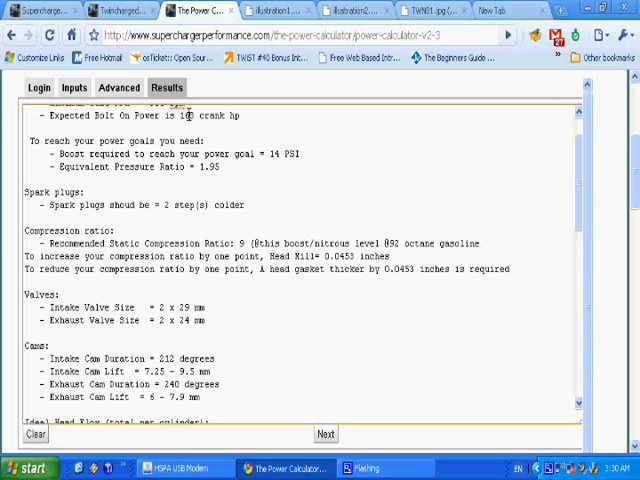 Supercharge...
Twincharged...
The Power C...
illustration1....
illustration2....
TWN01.jpg (...
New Tab
http://www.superchargerperformance.com/the-power-calculator/power-calculator-v2-3
27
Customize Links
Free Hotmail
osTicket:: Open Sour...
TWiST #40 Bonus Int...
Free Web Based Intr...
The Beginners Guide ...
Other bookmarks
Login
Inputs
Advanced
Results
- Expected Bolt On Power is 168 crank hp
To reach your power goals you need:
- Boost required to reach your power goal = 14 PSI
- Equivalent Pressure Ratio = 1.95
Spark plugs:
- Spark plugs shoud be = 2 step(s) colder
Compression ratio:
- Recommended Static Compression Ratio: 9 (@this boost/nitrous level @92 octane gasoline
To increase your compression ratio by one point, Head Mill= 0.0453 inches
To reduce your compression ratio by one point, A head gasket thicker by 0.0453 inches is required
Valves:
- Intake Valve Size = 2 x 29 mm
- Exhaust Valve Size = 2 x 24 mm
Cams:
- Intake Cam Duration = 212 degrees
- Intake Cam Lift = 7.25 - 9.5 mm
- Exhaust Cam Duration = 240 degrees
- Exhaust Cam Lift = 6 - 7.9 mm
Ideal Head Flow (total per cylinder):
Clear
Next
start
HSPA USB Modem
The Power Calculator...
Flashing
EN
3:30 AM